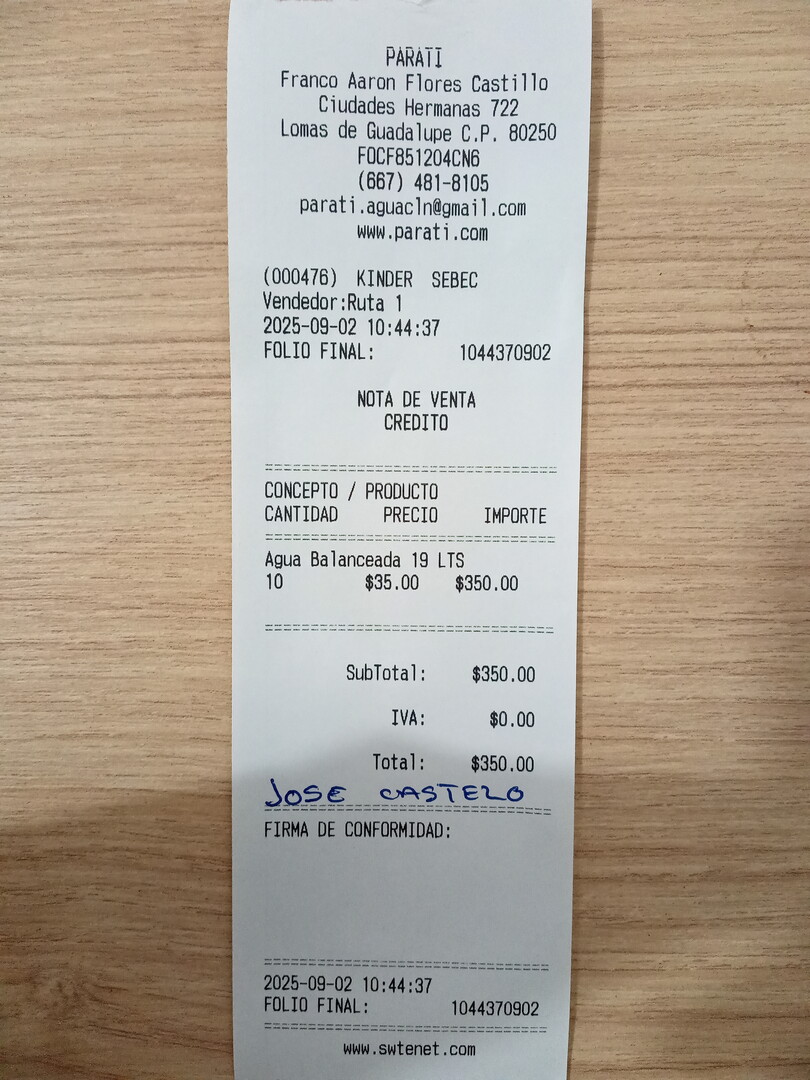 PARATI
Franco Aaron Flores Castillo
Ciudades Hermanas 722
Lomas de Guadalupe C.P. 80250
FOCF851204CN6
(667) 481-8105
parati.aguacln@gmail.com
www.parati.com
(000476) KINDER SEBEC
Vendedor:Ruta 1
2025-09-02 10:44:37
FOLIO FINAL: 1044370902
NOTA DE VENTA
CREDITO
CONCEPTO / PRODUCTO
CANTIDAD PRECIO IMPORTE
Agua Balanceada 19 LTS
10 $35.00 $350.00
SubTotal: $350.00
IVA: $0.00
Total: $350.00
JOSE CASTELO
FIRMA DE CONFORMIDAD:
2025-09-02 10:44:37
FOLIO FINAL: 1044370902
www.swtenet.com